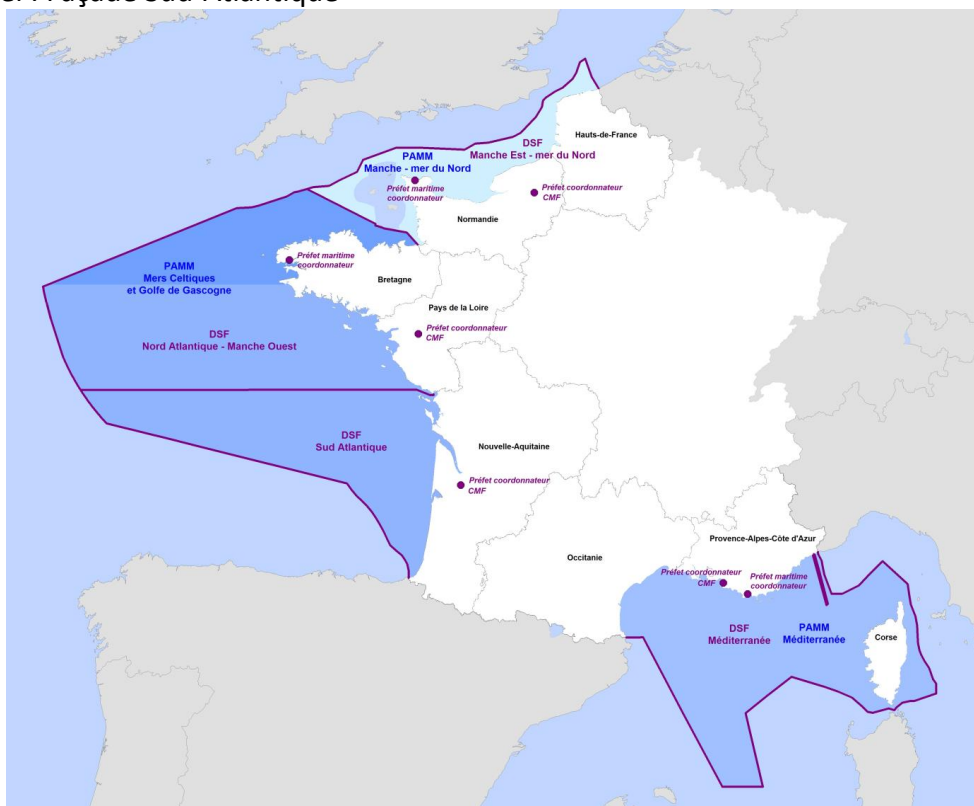 Façade Sud-Atlantique
Hauts-de-France
DSF
Manche Est - mer du Nord
PAMM
Manche - mer du Nord
Préfet maritime
coordonnateur
Préfet coordonnateur
CMF
Normandie
Préfet maritime
coordonnateur
PAMM
Mers Celtiques
et Golfe de Gascogne
Bretagne
Pays de la Loire
Préfet coordonnateur
CMF
DSF
Nord Atlantique - Manche Ouest
DSF
Sud Atlantique
Nouvelle-Aquitaine
Préfet coordonnateur
CMF
Provence-Alpes-Côte d'Azur
Occitanie
Préfet coordonnateur
CMF
Préfet maritime
coordonnateur
DSF
Méditerranée
PAMM
Méditerranée
Corse